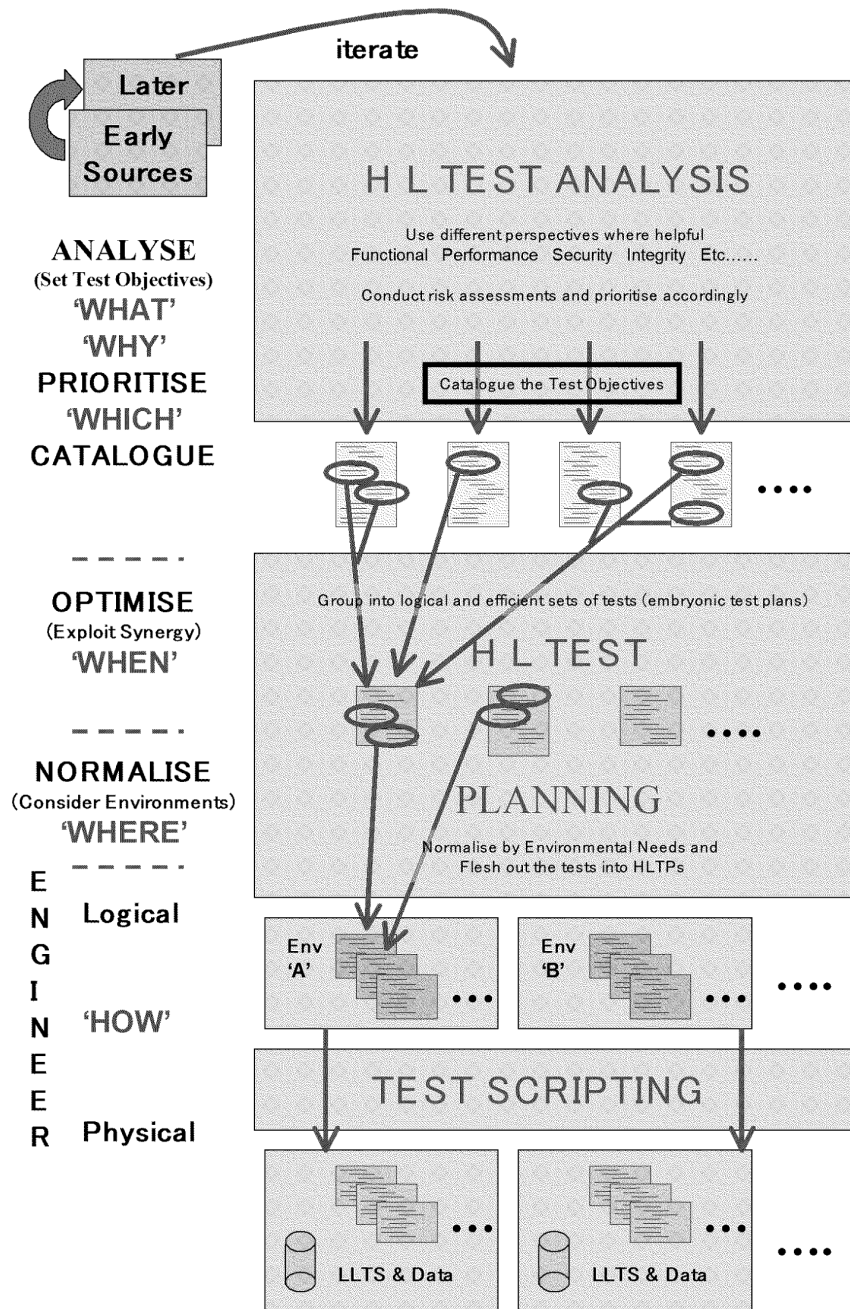 iterate
Later
Early
Sources
H L TEST ANALYSIS
Use different perspectives where helpful
Functional Performance Security Integrity Etc......
Conduct risk assessments and prioritise accordingly
Catalogue the Test Objectives
ANALYSE
(Set Test Objectives)
‘WHAT’
‘WHY’
PRIORITISE
‘WHICH’
CATALOGUE
OPTIMISE
(Exploit Synergy)
‘WHEN’
Group into logical and efficient sets of tests (embryonic test plans)
H L TEST
NORMALISE
(Consider Environments)
‘WHERE’
PLANNING
Normalise by Environmental Needs and
Flesh out the tests into HLTPs
ENGINEER
Logical
‘HOW’
Physical
Env
‘A’
Env
‘B’
TEST SCRIPTING
LLTS & Data
LLTS & Data